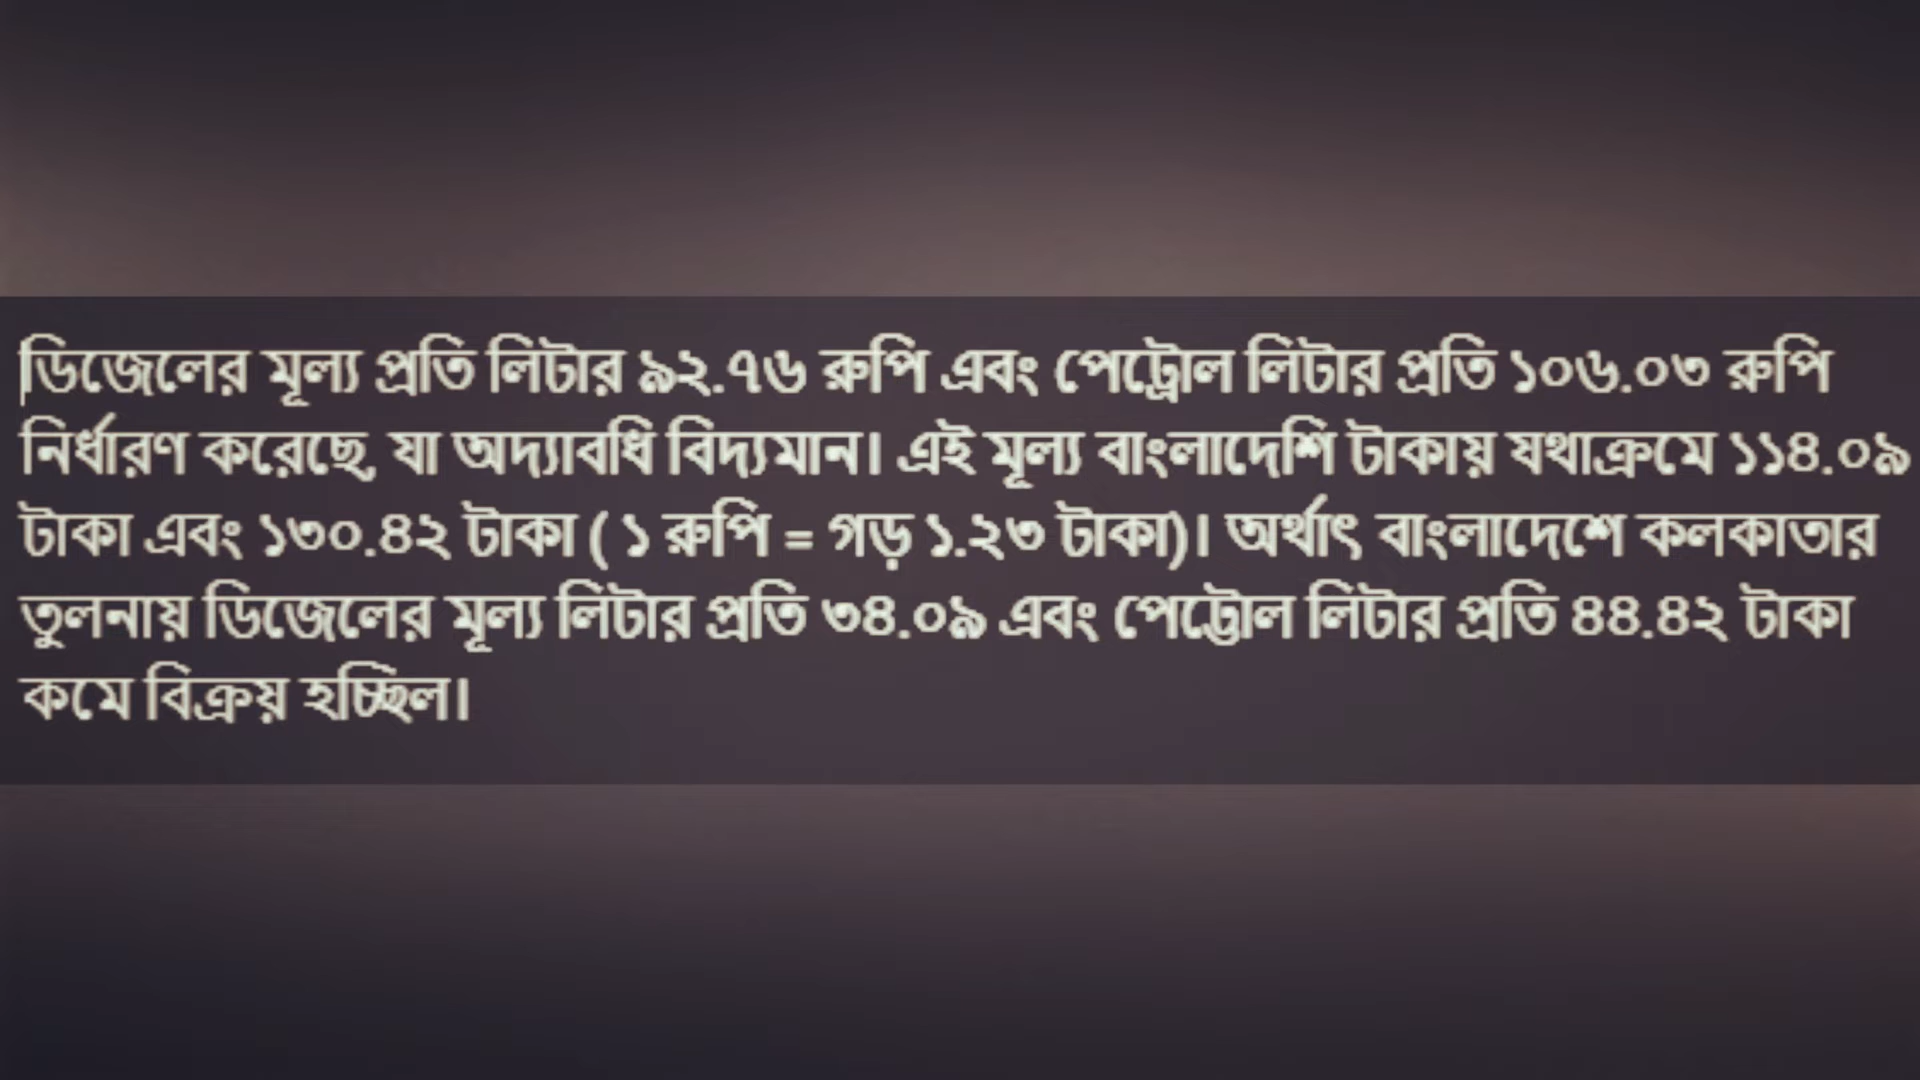 ডিজেলের মূল্য প্রতি লিটার ৯২.৭৬ রুপি এবং পেট্রোল লিটার প্রতি ১০৬.০৩ রুপি
নির্ধারণ করেছে, যা অদ্যাবধি বিদ্যমান। এই মূল্য বাংলাদেশি টাকায় যথাক্রমে ১১৪.০৯
টাকা এবং ১৩০.৪২ টাকা ( ১ রুপি = গড় ১.২৩ টাকা)। অর্থাৎ বাংলাদেশে কলকাতার
তুলনায় ডিজেলের মূল্য লিটার প্রতি ৩৪.০৯ এবং পেট্রোল লিটার প্রতি ৪৪.৪২ টাকা
কমে বিক্রয় হচ্ছিল।